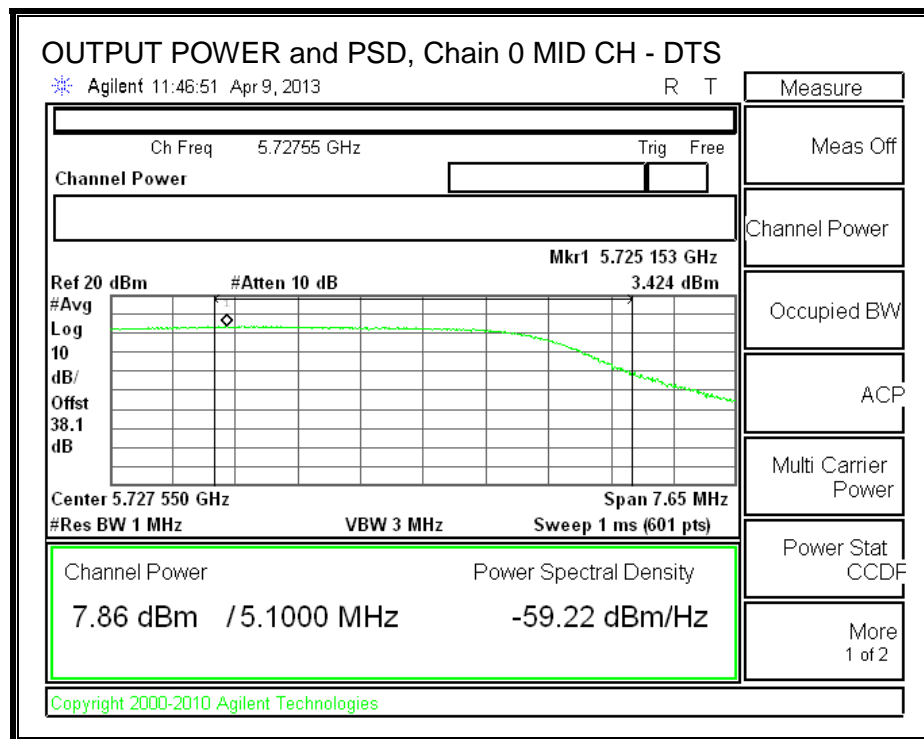 OUTPUT POWER and PSD, Chain 0 MID CH - DTS
Agilent 11:46:51 Apr 9, 2013 R T
Ch Freq 5.72755 GHz Trig Free
Channel Power
Mkr1 5.725 153 GHz
Ref 20 dBm #Atten 10 dB 3.424 dBm
#Avg
Log
10
dB/
Offst
38.1
dB
1
Center 5.727 550 GHz Span 7.65 MHz
#Res BW 1 MHz VBW 3 MHz Sweep 1 ms (601 pts)
Channel Power Power Spectral Density
7.86 dBm / 5.1000 MHz -59.22 dBm/Hz
Copyright 2000-2010 Agilent Technologies
Measure
Meas Off
Channel Power
Occupied BW
ACP
Multi Carrier
Power
Power Stat
CCDF
More
1 of 2